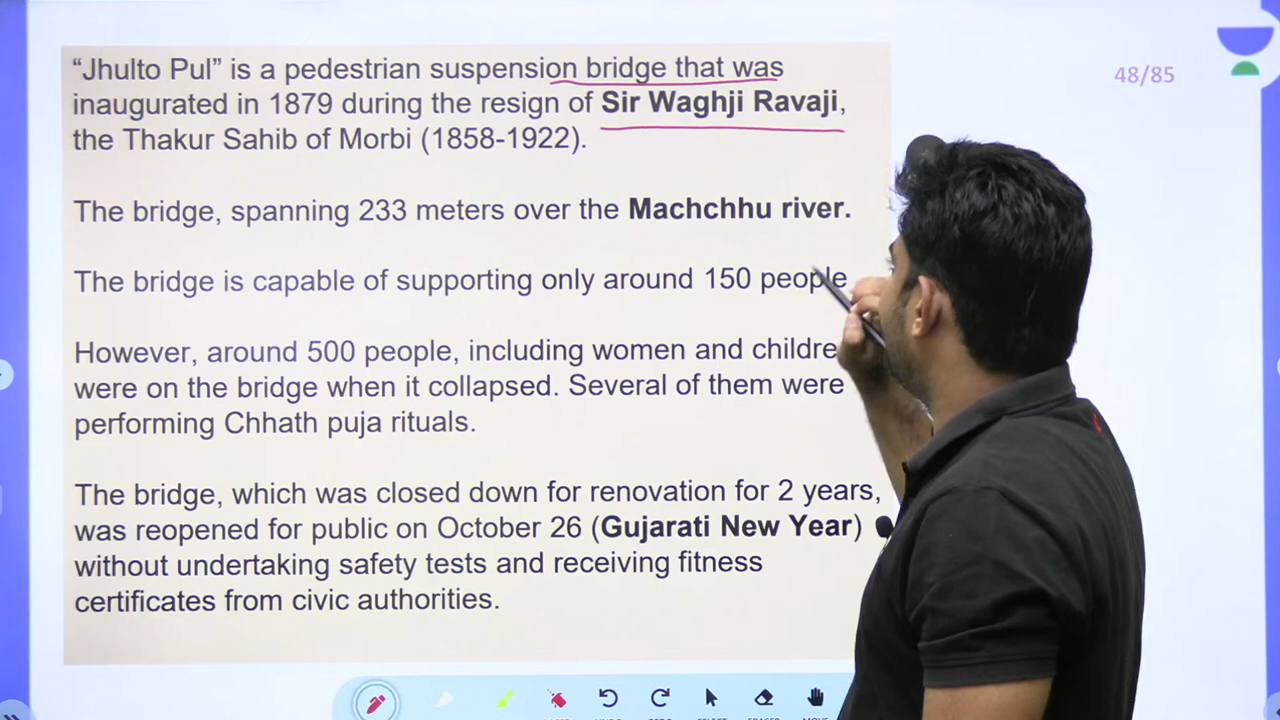 “Jhulto Pul” is a pedestrian suspension bridge that was
48/85
inaugurated in 1879 during the resign of Sir Waghji Ravaji,
the Thakur Sahib of Morbi (1858-1922).
The bridge, spanning 233 meters over the Machchhu river.
The bridge is capable of supporting only around 150 people
However, around 500 people, including women and childre
were on the bridge when it collapsed. Several of them were
performing Chhath puja rituals.
The bridge, which was closed down for renovation for 2 years,
was reopened for public on October 26 (Gujarati New Year)
without undertaking safety tests and receiving fitness
certificates from civic authorities.